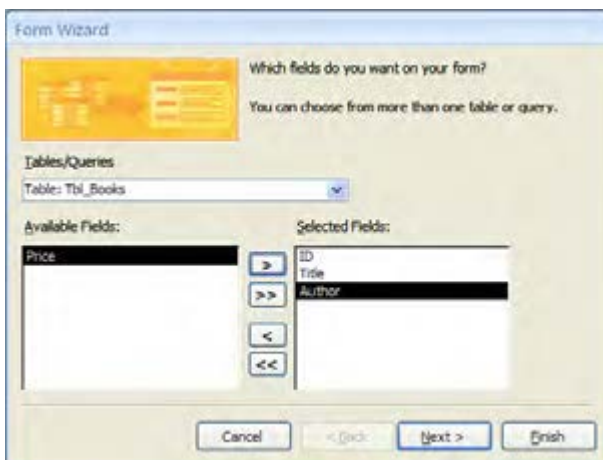 Form Wizard
Which fields do you want on your form?
You can choose from more than one table or query.
Tables/Queries
Table: Tbl_Books
Available Fields:
Selected Fields:
Price
>
ID
Title
>>
Author
<
<<
Cancel
< Back
Next >
Finish